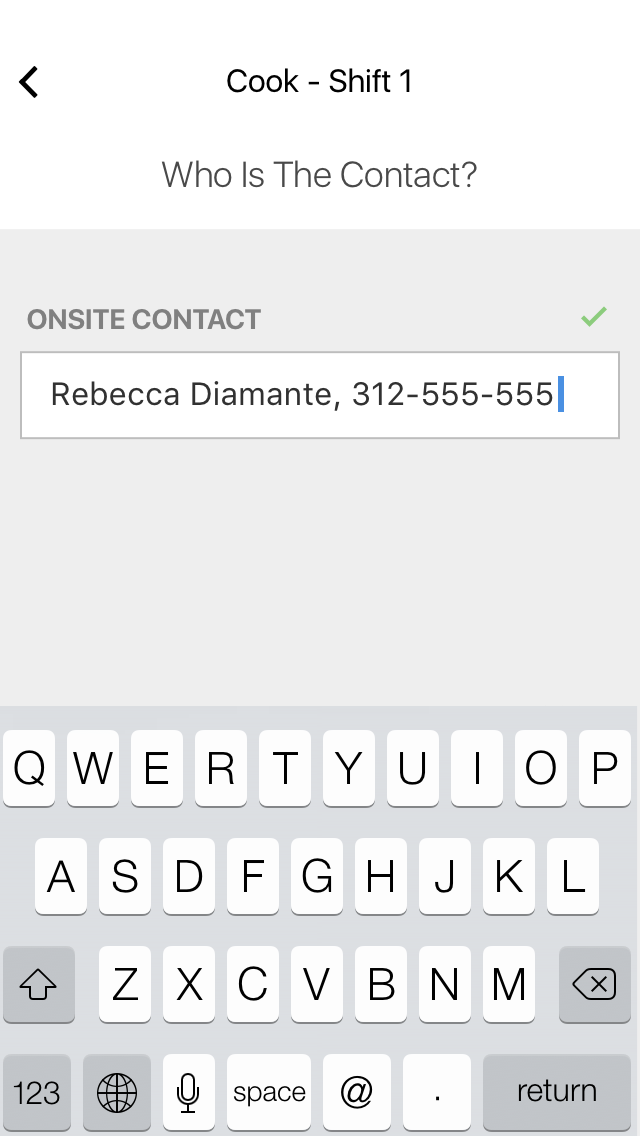 Cook - Shift 1
Who Is The Contact?
ONSITE CONTACT
Rebecca Diamante, 312-555-555
Q W E R T Y U I O P
A S D F G H J K L
Z X C V B N M
123 space @ . return